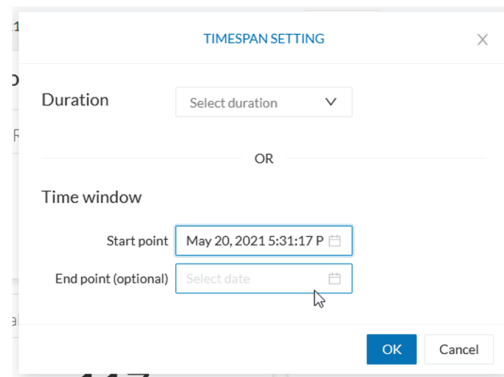 TIMESPAN SETTING
Duration
Select duration
OR
Time window
Start point
May 20, 2021 5:31:17 P
End point (optional)
Select date
OK
Cancel